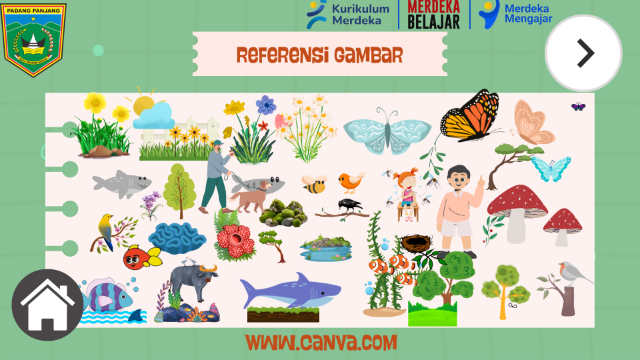 PADANG PANJANG
Kurikulum
Merdeka
MERDEKA
BELAJAR
Merdeka
Mengajar
REFERENSI GAMBAR
WWW.CANVA.COM